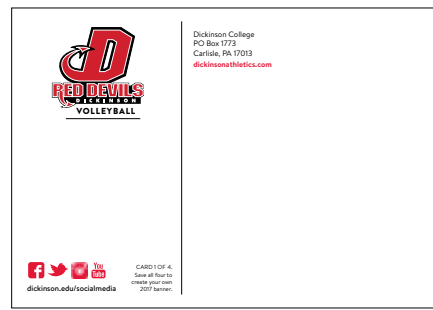 D
RED DEVILS
DICKINSON
VOLLEYBALL
Dickinson College
PO Box 1773
Carlisle, PA 17013
dickinsonathletics.com
You
Tube
dickinson.edu/socialmedia
CARD 1 OF 4.
Save all four to
create your own
2017 banner.